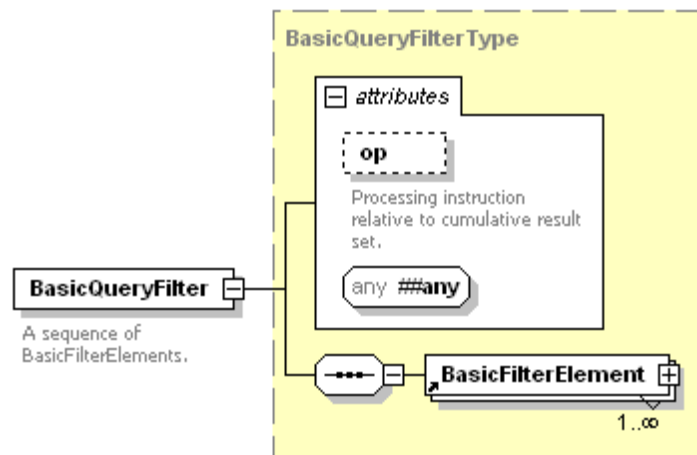 BasicQueryFilterType
attributes
op
Processing instruction
relative to cumulative result
set.
any ##any
BasicQueryFilter
A sequence of
BasicFilterElements.
BasicFilterElement
1..∞